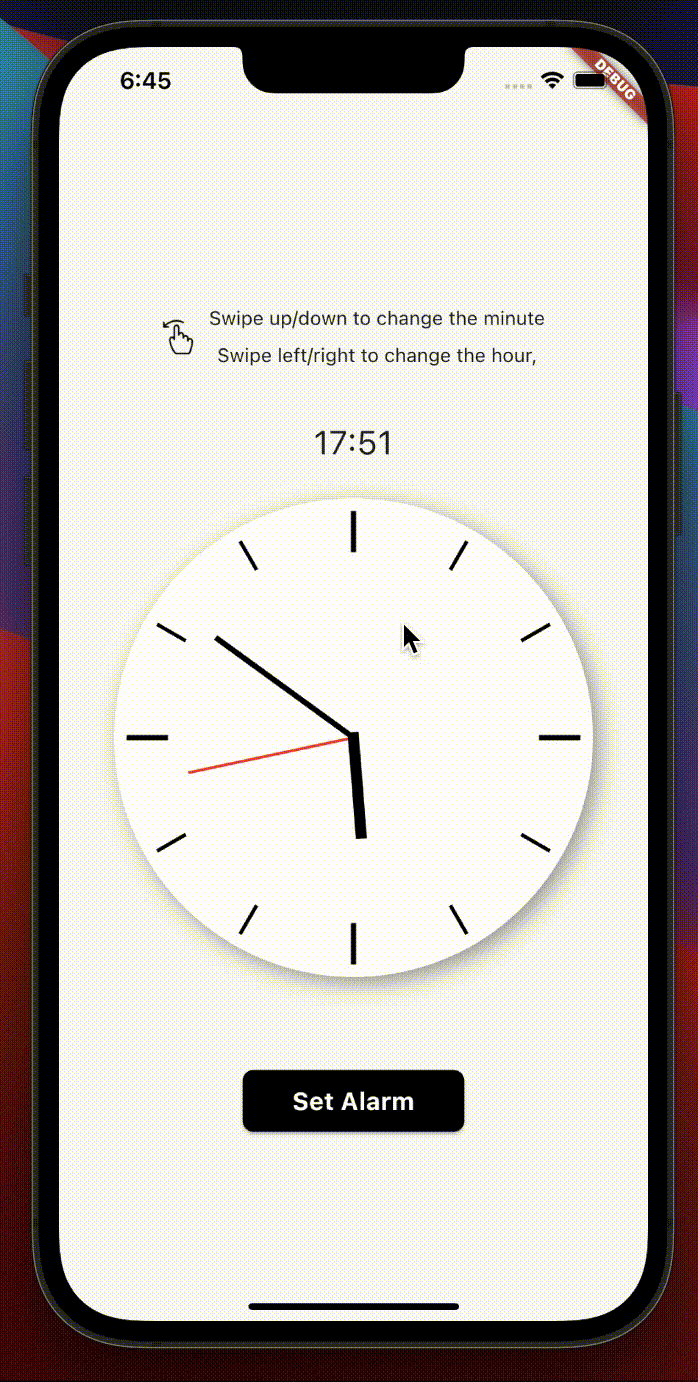 6:45
DEBUG
Swipe up/down to change the minute
Swipe left/right to change the hour,
17:51
Set Alarm